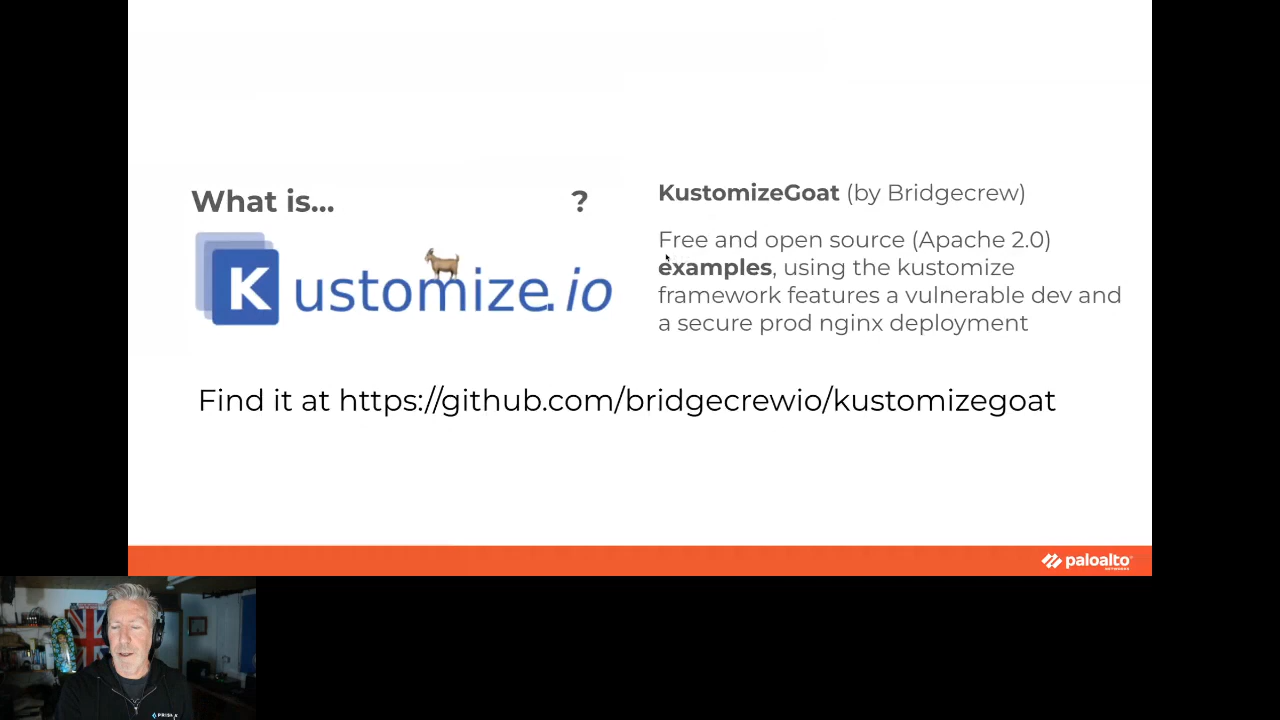 What is... ?
Kustomize.io
KustomizeGoat (by Bridgecrew)
Free and open source (Apache 2.0)
examples, using the kustomize
framework features a vulnerable dev and
a secure prod nginx deployment
Find it at https://github.com/bridgecrewio/kustomizegoat
paloalto
NETWORKS